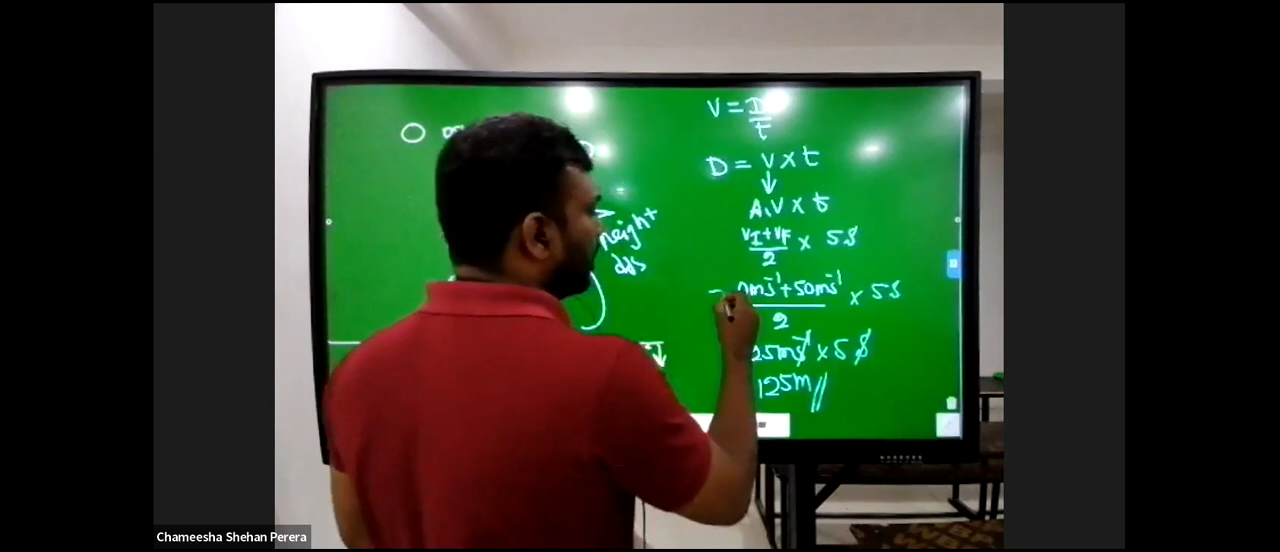 V = D/t
D = V × t
↓
A.V × t
VI + VF / 2 × 5s
0ms⁻¹ + 50ms⁻¹ / 2 × 5s
25ms⁻¹ × 5s
125m //
height
Chameesha Shehan Perera